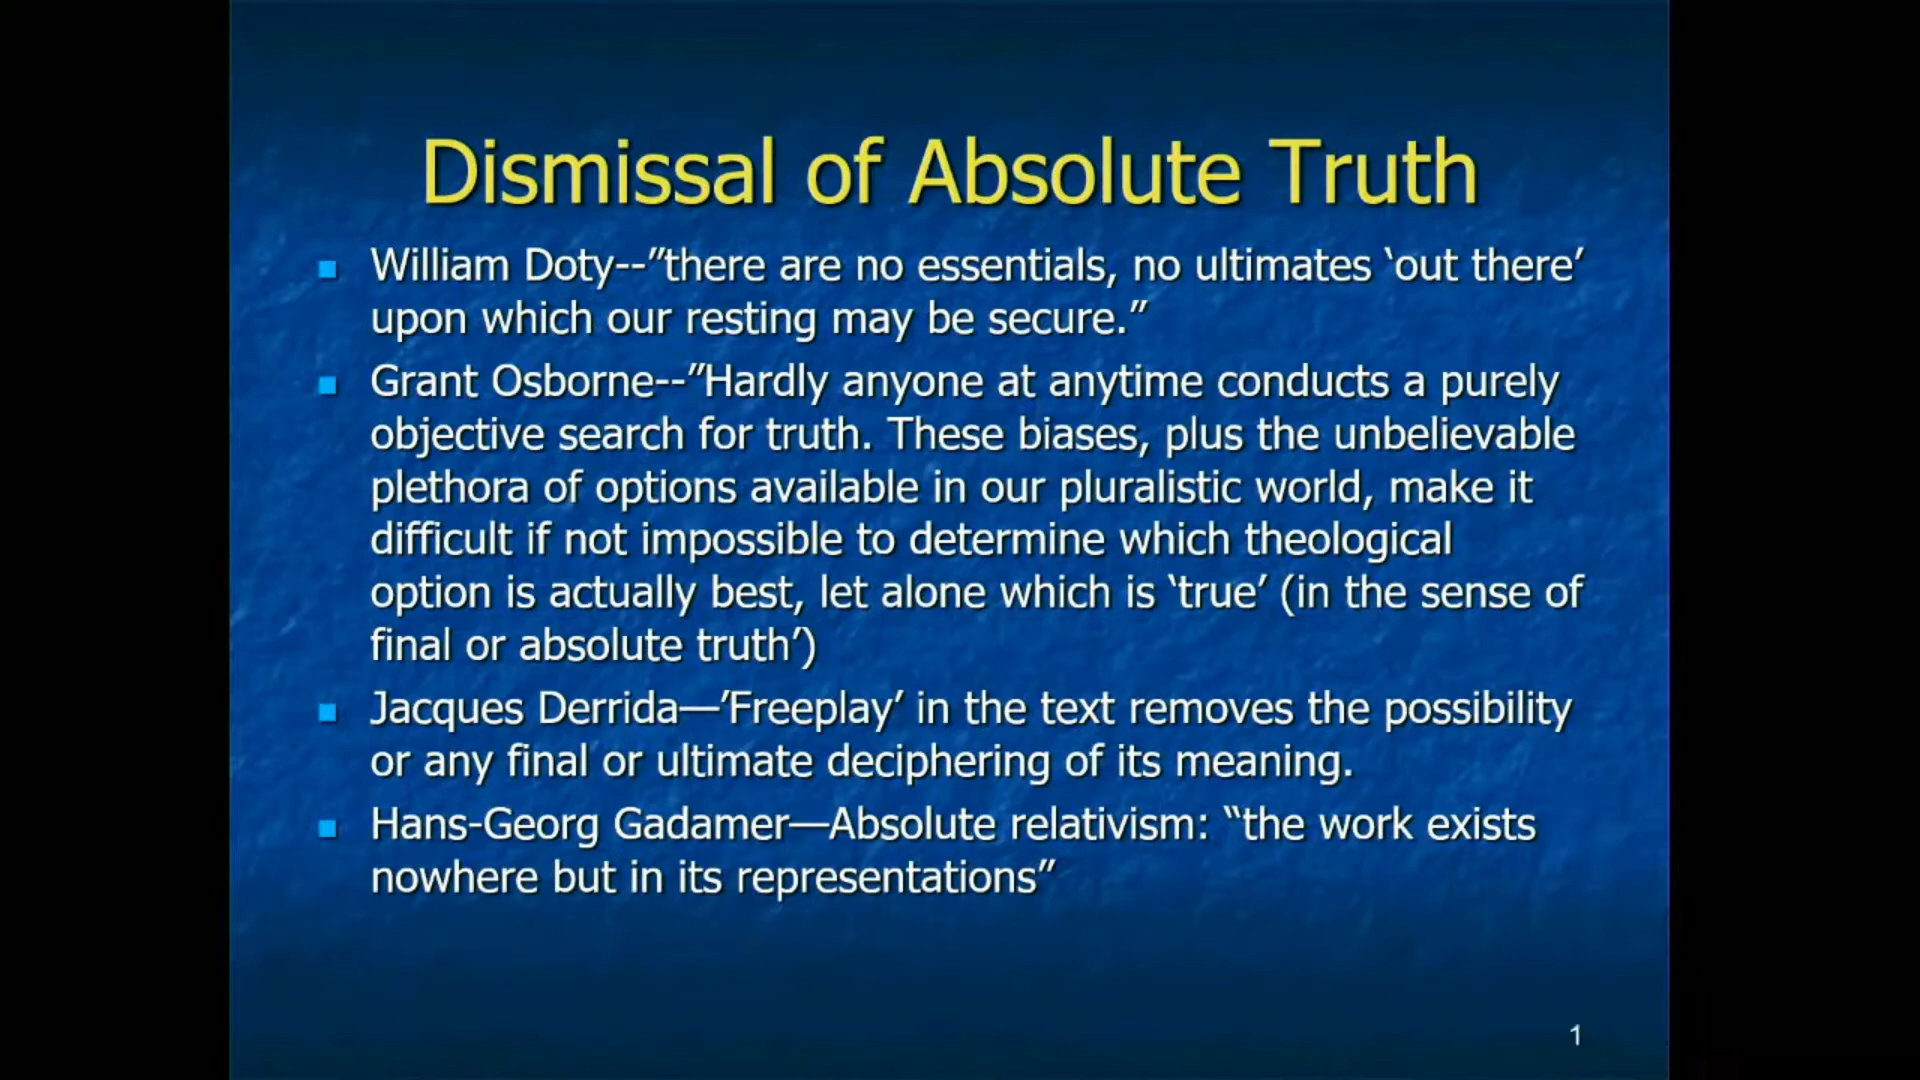 Dismissal of Absolute Truth
William Doty--”there are no essentials, no ultimates ‘out there’
upon which our resting may be secure.”
Grant Osborne--”Hardly anyone at anytime conducts a purely
objective search for truth. These biases, plus the unbelievable
plethora of options available in our pluralistic world, make it
difficult if not impossible to determine which theological
option is actually best, let alone which is ‘true’ (in the sense of
final or absolute truth’)
Jacques Derrida—’Freeplay’ in the text removes the possibility
or any final or ultimate deciphering of its meaning.
Hans-Georg Gadamer—Absolute relativism: “the work exists
nowhere but in its representations”
1